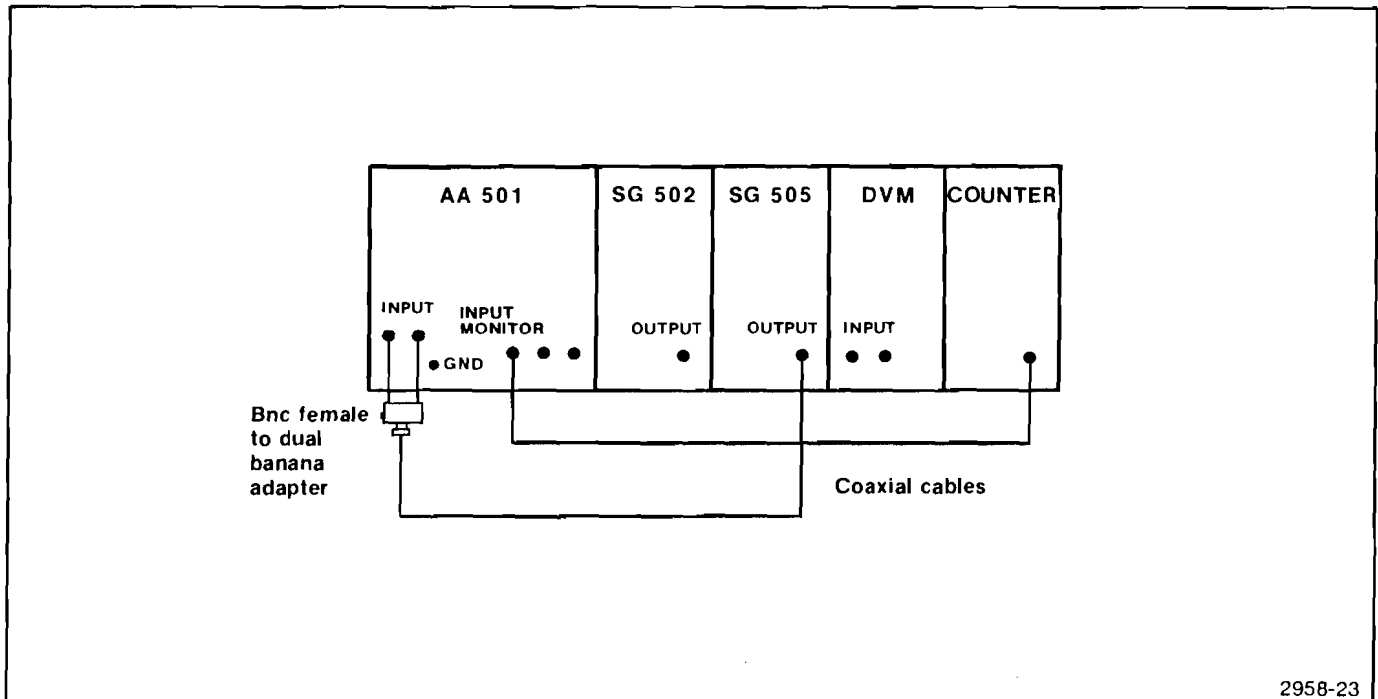 AA 501
SG 502
SG 505
DVM
COUNTER
INPUT
INPUT
MONITOR
GND
OUTPUT
OUTPUT
INPUT
Bnc female
to dual
banana
adapter
Coaxial cables
2958-23